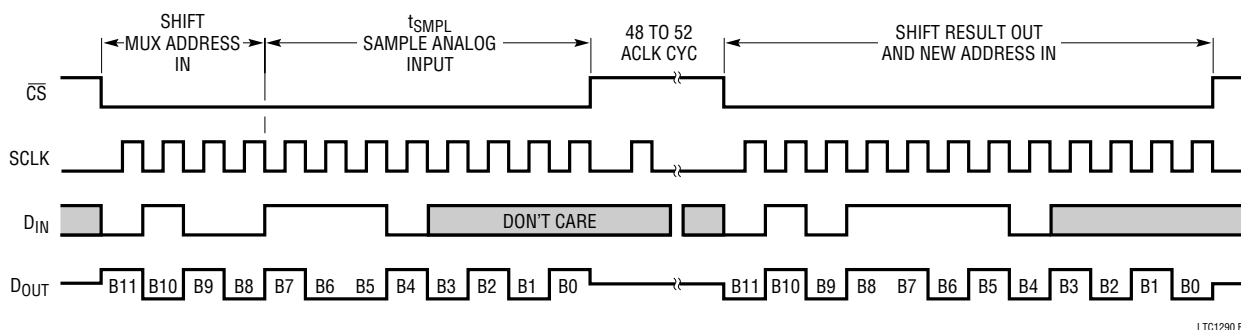 SHIFT
MUX ADDRESS
IN
tSMPL
SAMPLE ANALOG
INPUT
48 TO 52
ACLK CYC
SHIFT RESULT OUT
AND NEW ADDRESS IN
CS
SCLK
DIN
DON'T CARE
DOUT
B11 B10 B9 B8 B7 B6 B5 B4 B3 B2 B1 B0
B11 B10 B9 B8 B7 B6 B5 B4 B3 B2 B1 B0
LTC1290 F